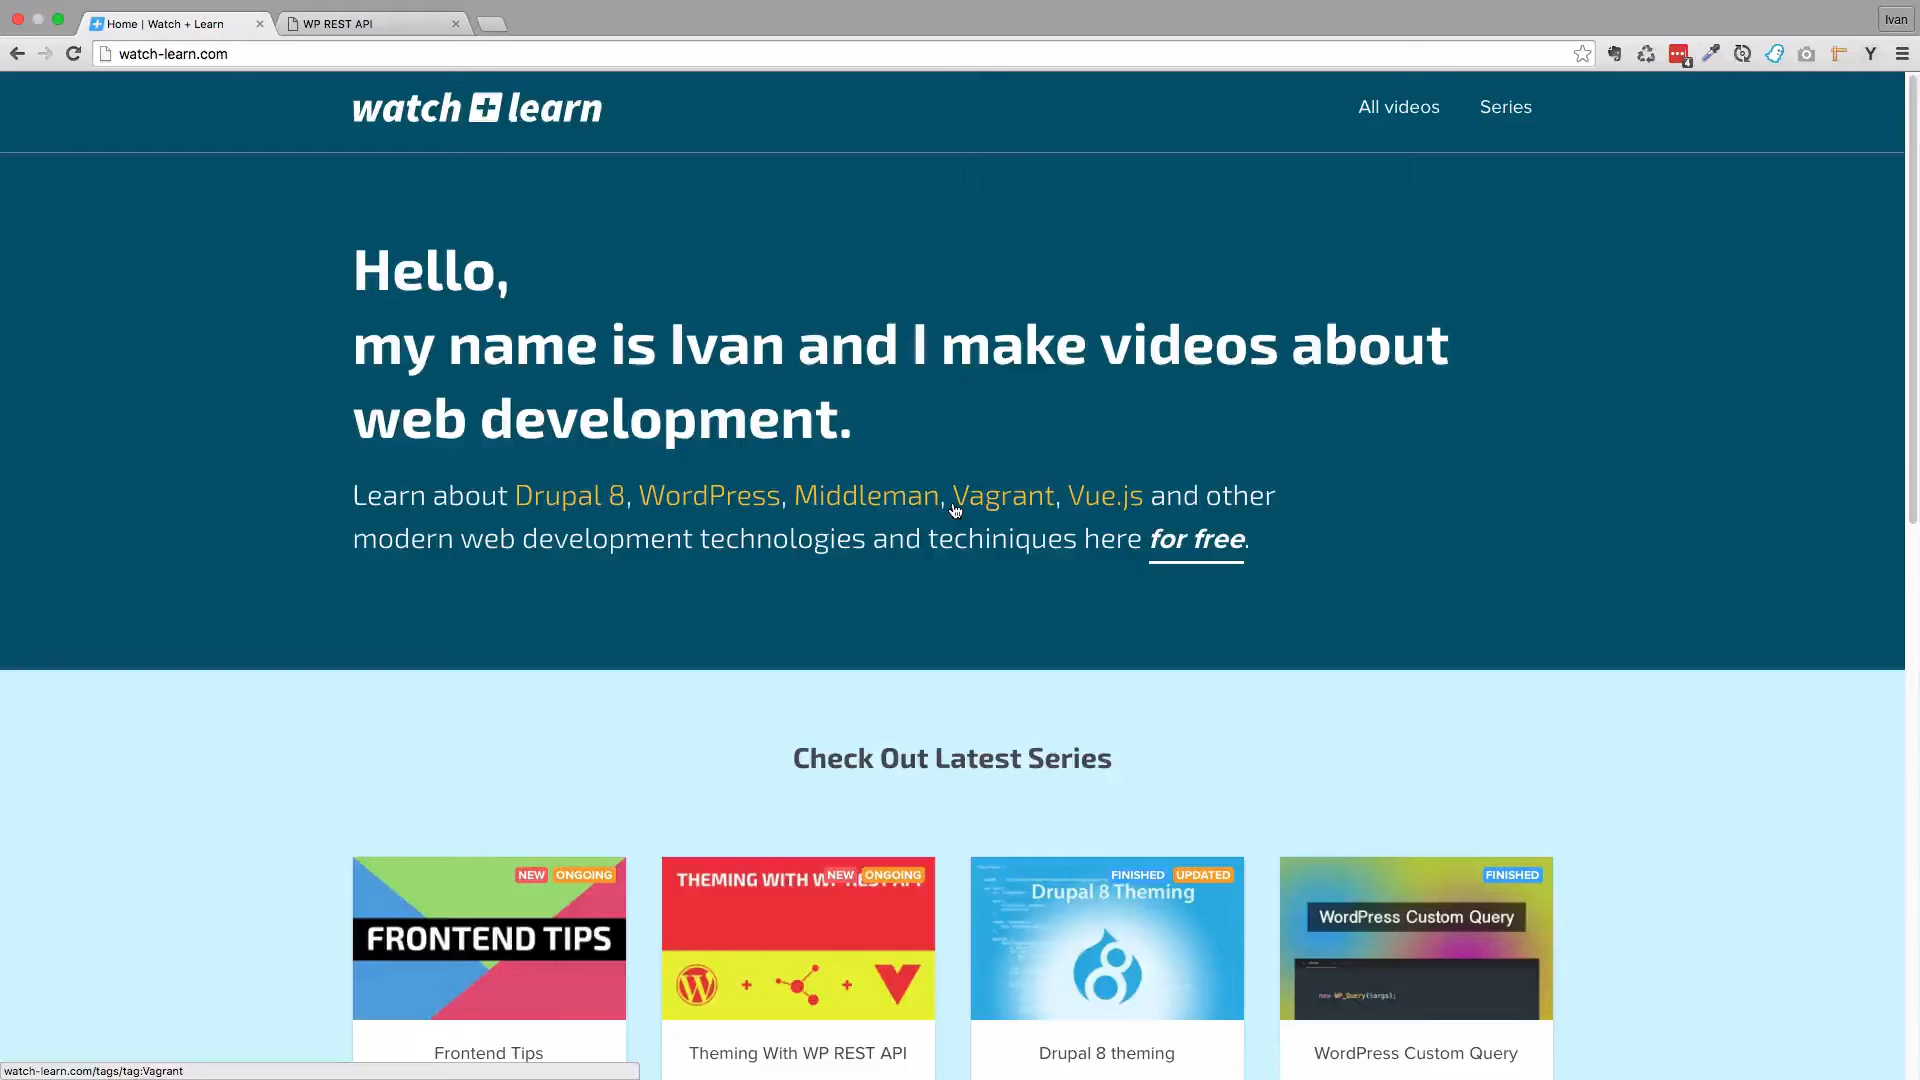 Home | Watch + Learn
WP REST API
Ivan
watch-learn.com
watch + learn
All videos
Series
Hello,
my name is Ivan and I make videos about
web development.
Learn about Drupal 8, WordPress, Middleman, Vagrant, Vue.js and other
modern web development technologies and techiniques here for free.
Check Out Latest Series
NEW ONGOING
FRONTEND TIPS
Frontend Tips
NEW ONGOING
THEMING WITH WP REST API
Theming With WP REST API
FINISHED UPDATED
Drupal 8 Theming
Drupal 8 theming
FINISHED
WordPress Custom Query
new WP_Query($args);
WordPress Custom Query
watch-learn.com/tags/tag:Vagrant